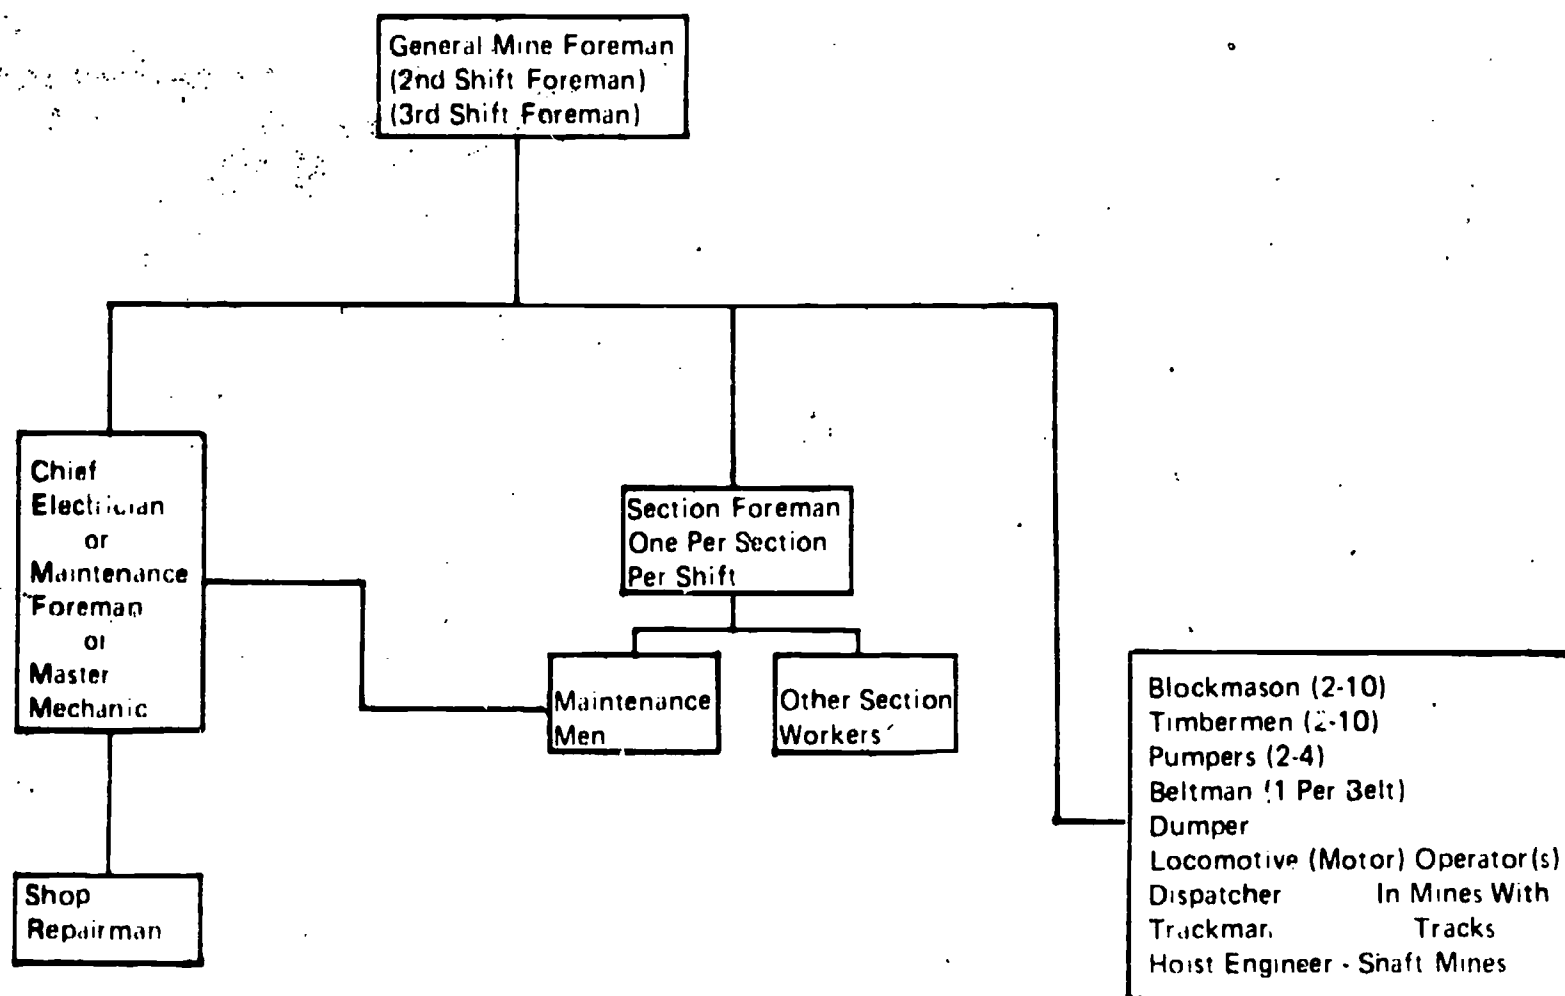 General Mine Foreman
(2nd Shift Foreman)
(3rd Shift Foreman)
Chief
Electrician
or
Maintenance
Foreman
or
Master
Mechanic
Section Foreman
One Per Section
Per Shift
Maintenance
Men
Other Section
Workers
Shop
Repairman
Blockmason (2-10)
Timbermen (2-10)
Pumpers (2-4)
Beltman (1 Per Belt)
Dumper
Locomotive (Motor) Operator(s)
Dispatcher In Mines With
Trackman Tracks
Hoist Engineer - Shaft Mines